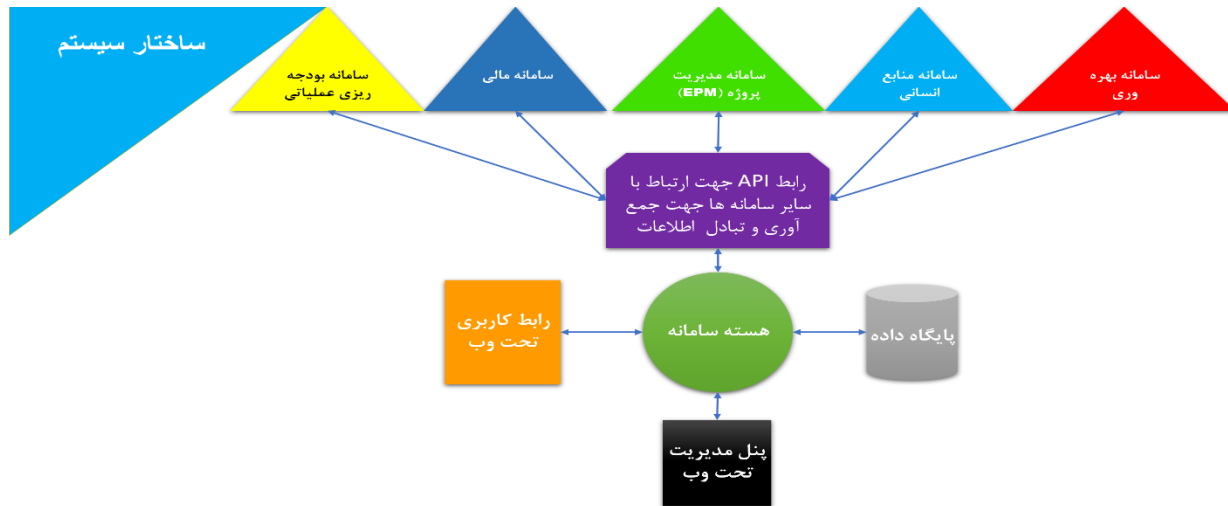 ساختار سیستم
سامانه بهره
وری
سامانه منابع
انسانی
سامانه مدیریت
پروژه (EPM)
سامانه مالی
سامانه بودجه
ریزی عملیاتی
رابط API جهت ارتباط با
سایر سامانه ها جهت جمع
آوری و تبادل اطلاعات
پایگاه داده
هسته سامانه
رابط کاربری
تحت وب
پنل مدیریت
تحت وب